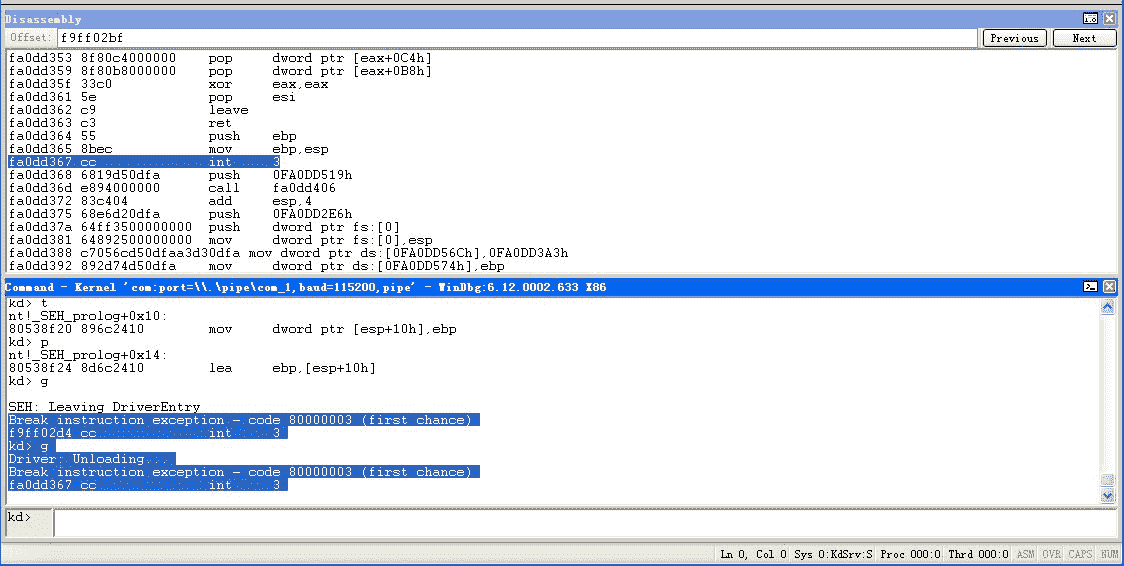 Disassembly
Offset: f9ff02bf Previous Next
fa0dd353 8f80c4000000 pop dword ptr [eax+0C4h]
fa0dd359 8f80b8000000 pop dword ptr [eax+0B8h]
fa0dd35f 33c0 xor eax,eax
fa0dd361 5e pop esi
fa0dd362 c9 leave
fa0dd363 c3 ret
fa0dd364 55 push ebp
fa0dd365 8bec mov ebp,esp
fa0dd367 cc int 3
fa0dd368 6819d50dfa push 0FA0DD519h
fa0dd36d e894000000 call fa0dd406
fa0dd372 83c404 add esp,4
fa0dd375 68e6d20dfa push 0FA0DD2E6h
fa0dd37a 64ff3500000000 push dword ptr fs:[0]
fa0dd381 64892500000000 mov dword ptr fs:[0],esp
fa0dd388 c7056cd50dfaa3d30dfa mov dword ptr ds:[0FA0DD56Ch],0FA0DD3A3h
fa0dd392 892d74d50dfa mov dword ptr ds:[0FA0DD574h],ebp
Command - Kernel 'com:port=\\.\pipe\com_1,baud=115200,pipe' - WinDbg:6.12.0002.633 X86
kd> t
nt!_SEH_prolog+0x10:
80538f20 896c2410 mov dword ptr [esp+10h],ebp
kd> p
nt!_SEH_prolog+0x14:
80538f24 8d6c2410 lea ebp,[esp+10h]
kd> g
SEH: Leaving DriverEntry
Break instruction exception - code 80000003 (first chance)
f9ff02d4 cc int 3
kd> g
Driver: Unloading...
Break instruction exception - code 80000003 (first chance)
fa0dd367 cc int 3
kd>
Ln 0, Col 0 Sys 0:KdSrv:S Proc 000:0 Thrd 000:0 ASM OVR CAPS NUM